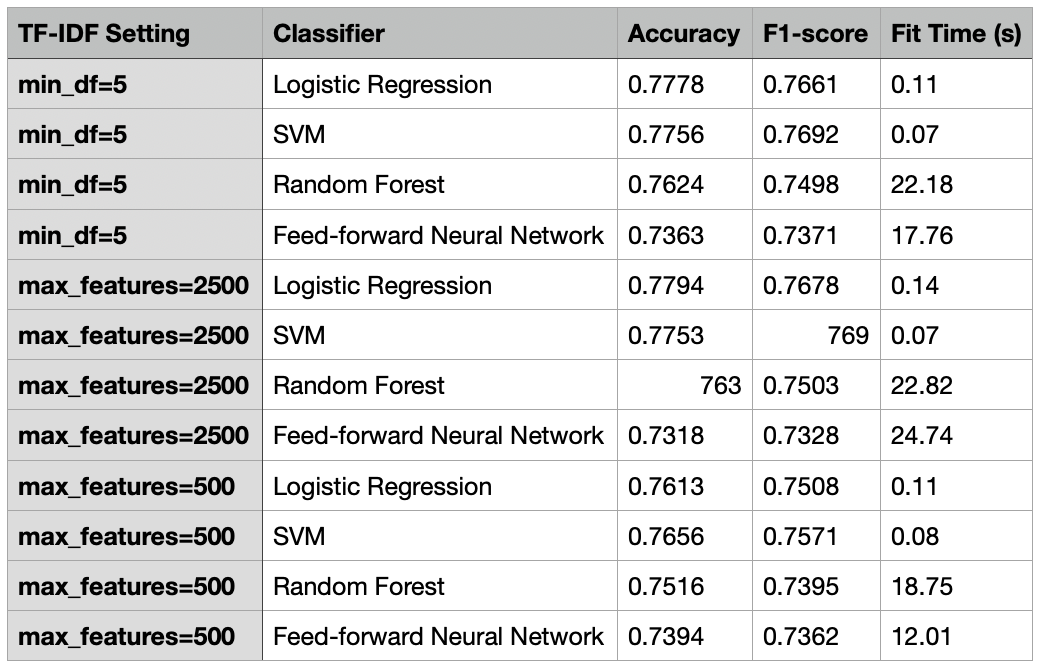 TF-IDF Setting Classifier Accuracy F1-score Fit Time (s)
min_df=5 Logistic Regression 0.7778 0.7661 0.11
min_df=5 SVM 0.7756 0.7692 0.07
min_df=5 Random Forest 0.7624 0.7498 22.18
min_df=5 Feed-forward Neural Network 0.7363 0.7371 17.76
max_features=2500 Logistic Regression 0.7794 0.7678 0.14
max_features=2500 SVM 0.7753 769 0.07
max_features=2500 Random Forest 763 0.7503 22.82
max_features=2500 Feed-forward Neural Network 0.7318 0.7328 24.74
max_features=500 Logistic Regression 0.7613 0.7508 0.11
max_features=500 SVM 0.7656 0.7571 0.08
max_features=500 Random Forest 0.7516 0.7395 18.75
max_features=500 Feed-forward Neural Network 0.7394 0.7362 12.01